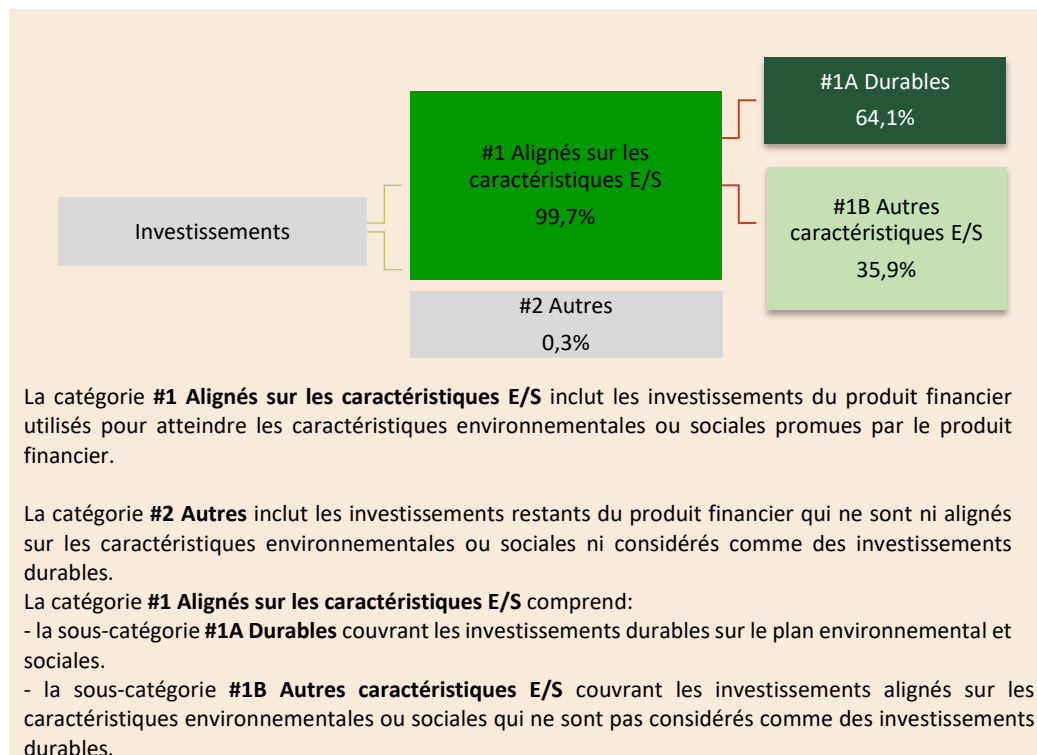 #1A Durables
64,1%
#1 Alignés sur les
caractéristiques E/S
99,7%
#1B Autres
caractéristiques E/S
35,9%
Investissements
#2 Autres
0,3%
La catégorie #1 Alignés sur les caractéristiques E/S inclut les investissements du produit financier
utilisés pour atteindre les caractéristiques environnementales ou sociales promues par le produit
financier.
La catégorie #2 Autres inclut les investissements restants du produit financier qui ne sont ni alignés
sur les caractéristiques environnementales ou sociales ni considérés comme des investissements
durables.
La catégorie #1 Alignés sur les caractéristiques E/S comprend:
- la sous-catégorie #1A Durables couvrant les investissements durables sur le plan environnemental et
sociales.
- la sous-catégorie #1B Autres caractéristiques E/S couvrant les investissements alignés sur les
caractéristiques environnementales ou sociales qui ne sont pas considérés comme des investissements
durables.